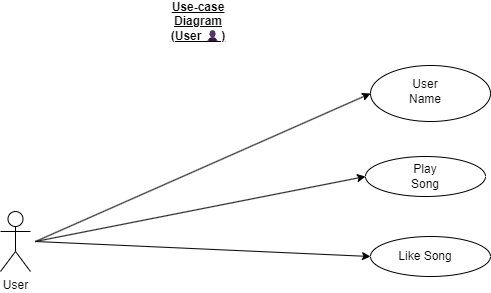 Use-case
Diagram
(User 👤)
User
Name
Play
Song
Like Song
User